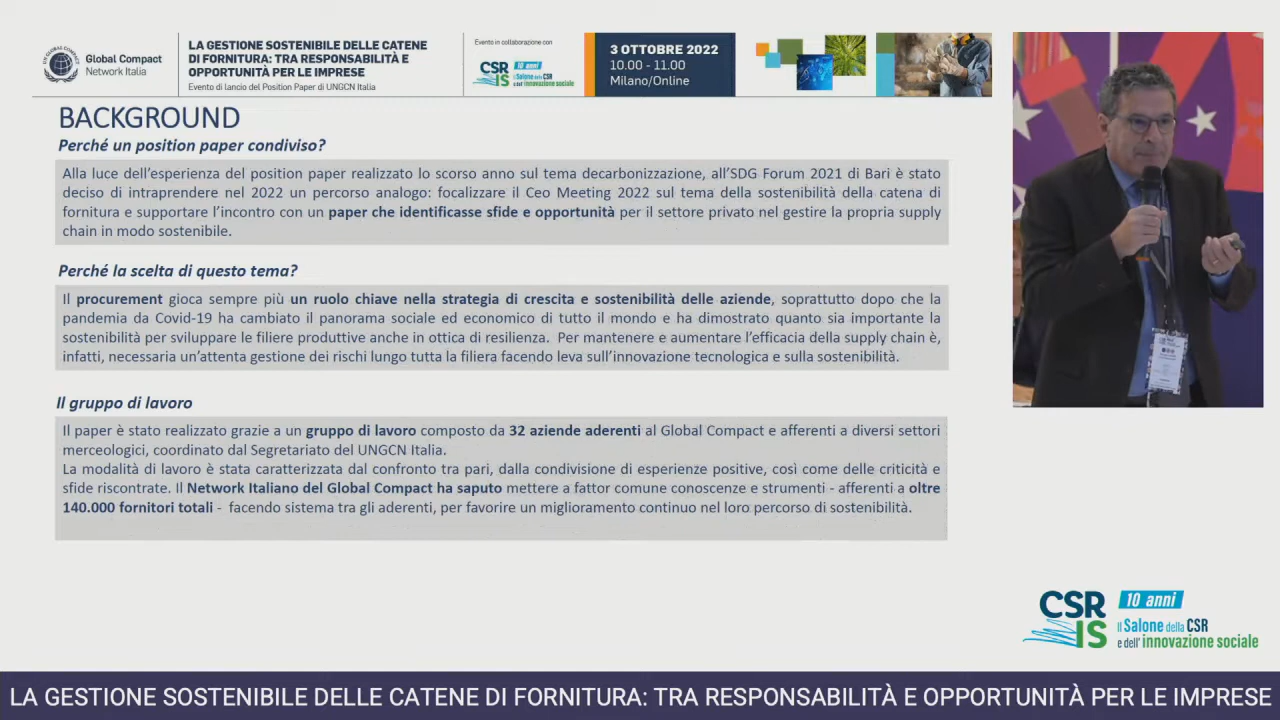 Global Compact
Network Italia
LA GESTIONE SOSTENIBILE DELLE CATENE
DI FORNITURA: TRA RESPONSABILITÀ E
OPPORTUNITÀ PER LE IMPRESE
Evento di lancio del Position Paper di UNGCN Italia
Evento in collaborazione con
CSR
IS
10 anni
Il Salone della CSR
e dell'innovazione sociale
3 OTTOBRE 2022
10.00 - 11.00
Milano/Online
BACKGROUND
Perché un position paper condiviso?
Alla luce dell’esperienza del position paper realizzato lo scorso anno sul tema decarbonizzazione, all’SDG Forum 2021 di Bari è stato
deciso di intraprendere nel 2022 un percorso analogo: focalizzare il Ceo Meeting 2022 sul tema della sostenibilità della catena di
fornitura e supportare l’incontro con un paper che identificasse sfide e opportunità per il settore privato nel gestire la propria supply
chain in modo sostenibile.
Perché la scelta di questo tema?
Il procurement gioca sempre più un ruolo chiave nella strategia di crescita e sostenibilità delle aziende, soprattutto dopo che la
pandemia da Covid-19 ha cambiato il panorama sociale ed economico di tutto il mondo e ha dimostrato quanto sia importante la
sostenibilità per sviluppare le filiere produttive anche in ottica di resilienza. Per mantenere e aumentare l’efficacia della supply chain è,
infatti, necessaria un’attenta gestione dei rischi lungo tutta la filiera facendo leva sull’innovazione tecnologica e sulla sostenibilità.
Il gruppo di lavoro
Il paper è stato realizzato grazie a un gruppo di lavoro composto da 32 aziende aderenti al Global Compact e afferenti a diversi settori
merceologici, coordinato dal Segretariato del UNGCN Italia.
La modalità di lavoro è stata caratterizzata dal confronto tra pari, dalla condivisione di esperienze positive, così come delle criticità e
sfide riscontrate. Il Network Italiano del Global Compact ha saputo mettere a fattor comune conoscenze e strumenti - afferenti a oltre
140.000 fornitori totali - facendo sistema tra gli aderenti, per favorire un miglioramento continuo nel loro percorso di sostenibilità.
CSR
IS
10 anni
Il Salone della CSR
e dell'innovazione sociale
LA GESTIONE SOSTENIBILE DELLE CATENE DI FORNITURA: TRA RESPONSABILITÀ E OPPORTUNITÀ PER LE IMPRESE